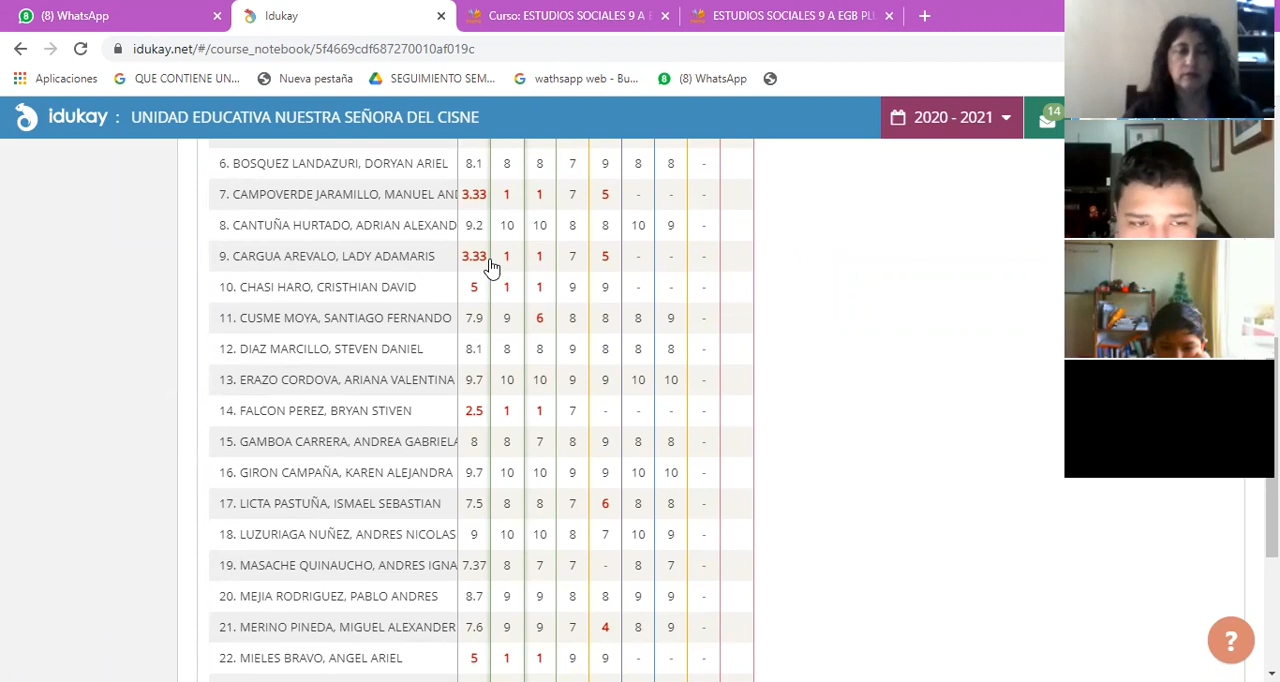 (8) WhatsApp
Idukay
Curso: ESTUDIOS SOCIALES 9 A E
ESTUDIOS SOCIALES 9 A EGB PL
idukay.net/#/course_notebook/5f4669cdf687270010af019c
Aplicaciones
QUE CONTIENE UN...
Nueva pestaña
SEGUIMIENTO SEM...
wathsapp web - Bu...
(8) WhatsApp
idukay : UNIDAD EDUCATIVA NUESTRA SEÑORA DEL CISNE
2020 - 2021
14
6. BOSQUEZ LANDAZURI, DORYAN ARIEL 8.1 8 8 7 9 8 8 -
7. CAMPOVERDE JARAMILLO, MANUEL AND 3.33 1 1 7 5 - - -
8. CANTUÑA HURTADO, ADRIAN ALEXAND 9.2 10 10 8 8 10 9 -
9. CARGUA AREVALO, LADY ADAMARIS 3.33 1 1 7 5 - - -
10. CHASI HARO, CRISTHIAN DAVID 5 1 1 9 9 - - -
11. CUSME MOYA, SANTIAGO FERNANDO 7.9 9 6 8 8 8 9 -
12. DIAZ MARCILLO, STEVEN DANIEL 8.1 8 8 9 8 8 8 -
13. ERAZO CORDOVA, ARIANA VALENTINA 9.7 10 10 9 9 10 10 -
14. FALCON PEREZ, BRYAN STIVEN 2.5 1 1 7 - - - -
15. GAMBOA CARRERA, ANDREA GABRIELA 8 8 7 8 9 8 8 -
16. GIRON CAMPAÑA, KAREN ALEJANDRA 9.7 10 10 9 9 10 10 -
17. LICTA PASTUÑA, ISMAEL SEBASTIAN 7.5 8 8 7 6 8 8 -
18. LUZURIAGA NUÑEZ, ANDRES NICOLAS 9 10 10 8 7 10 9 -
19. MASACHE QUINAUCHO, ANDRES IGNA 7.37 8 7 7 - 8 7 -
20. MEJIA RODRIGUEZ, PABLO ANDRES 8.7 9 9 8 8 9 9 -
21. MERINO PINEDA, MIGUEL ALEXANDER 7.6 9 9 7 4 8 9 -
22. MIELES BRAVO, ANGEL ARIEL 5 1 1 9 9 - - -
?